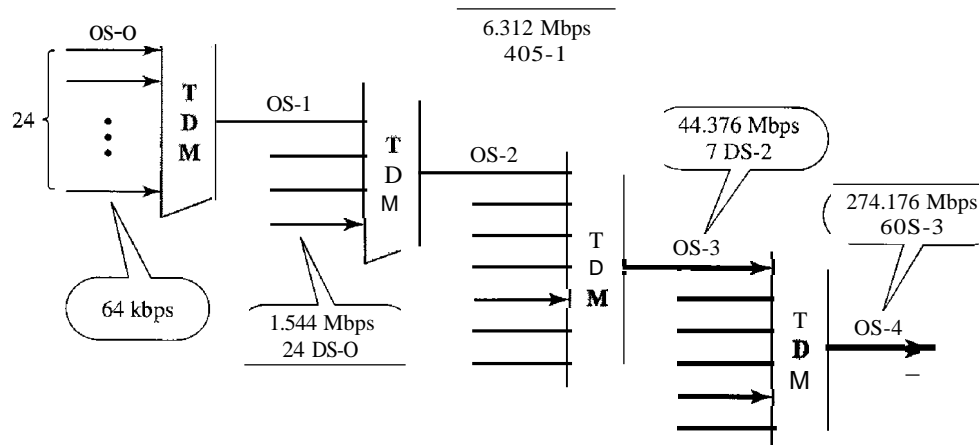 OS-O
24
T
D
M
64 kbps
OS-1
1.544 Mbps
24 DS-O
T
D
M
6.312 Mbps
405-1
OS-2
T
D
M
44.376 Mbps
7 DS-2
OS-3
T
D
M
274.176 Mbps
60S-3
OS-4